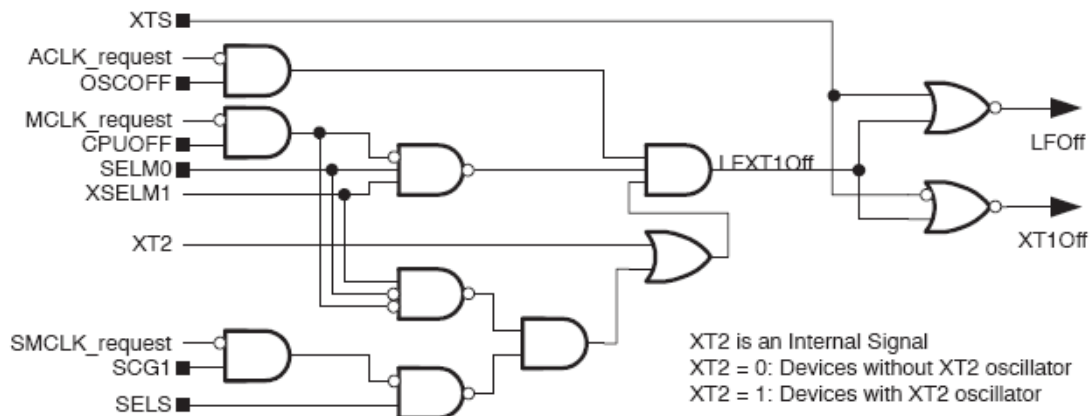 XTS
ACLK_request
OSCOFF
MCLK_request
CPUOFF
SELM0
XSELM1
LFXT1Off
LFOff
XT1Off
XT2
SMCLK_request
SCG1
SELS
XT2 is an Internal Signal
XT2 = 0: Devices without XT2 oscillator
XT2 = 1: Devices with XT2 oscillator